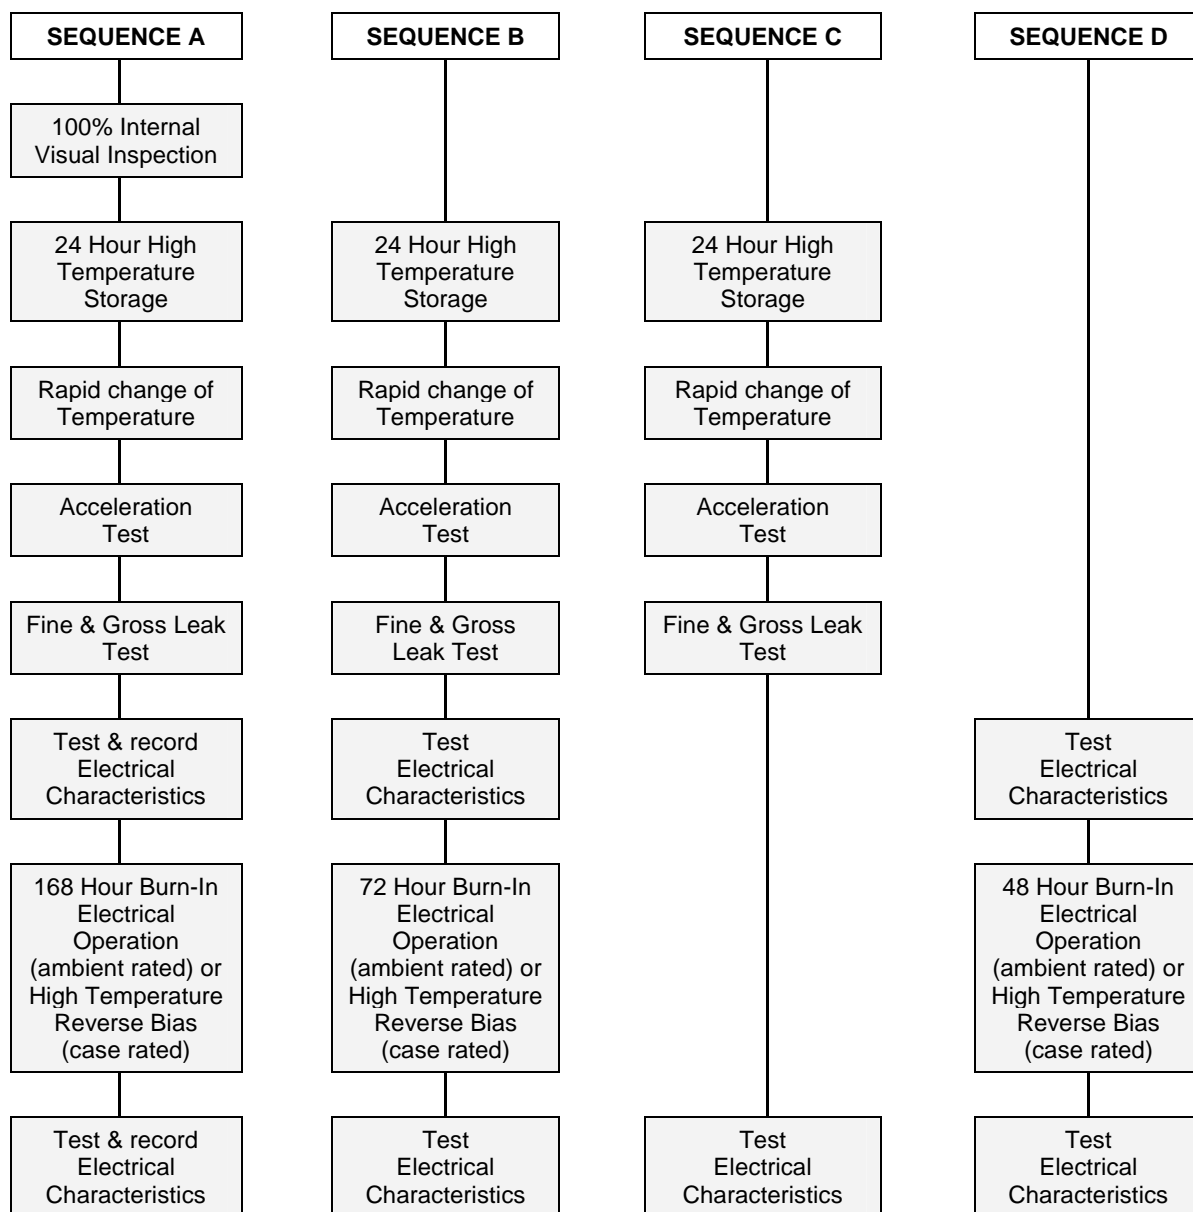 SEQUENCE A
SEQUENCE B
SEQUENCE C
SEQUENCE D
100% Internal
Visual Inspection
24 Hour High
Temperature
Storage
24 Hour High
Temperature
Storage
24 Hour High
Temperature
Storage
Rapid change of
Temperature
Rapid change of
Temperature
Rapid change of
Temperature
Acceleration
Test
Acceleration
Test
Acceleration
Test
Fine & Gross Leak
Test
Fine & Gross
Leak Test
Fine & Gross Leak
Test
Test & record
Electrical
Characteristics
Test
Electrical
Characteristics
Test
Electrical
Characteristics
168 Hour Burn-In
Electrical
Operation
(ambient rated) or
High Temperature
Reverse Bias
(case rated)
72 Hour Burn-In
Electrical
Operation
(ambient rated) or
High Temperature
Reverse Bias
(case rated)
48 Hour Burn-In
Electrical
Operation
(ambient rated) or
High Temperature
Reverse Bias
(case rated)
Test & record
Electrical
Characteristics
Test
Electrical
Characteristics
Test
Electrical
Characteristics
Test
Electrical
Characteristics